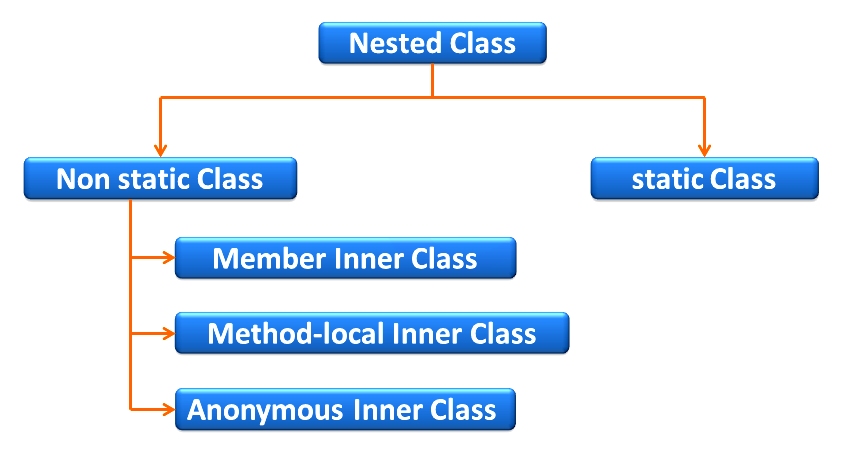 Nested Class
Non static Class
static Class
Member Inner Class
Method-local Inner Class
Anonymous Inner Class